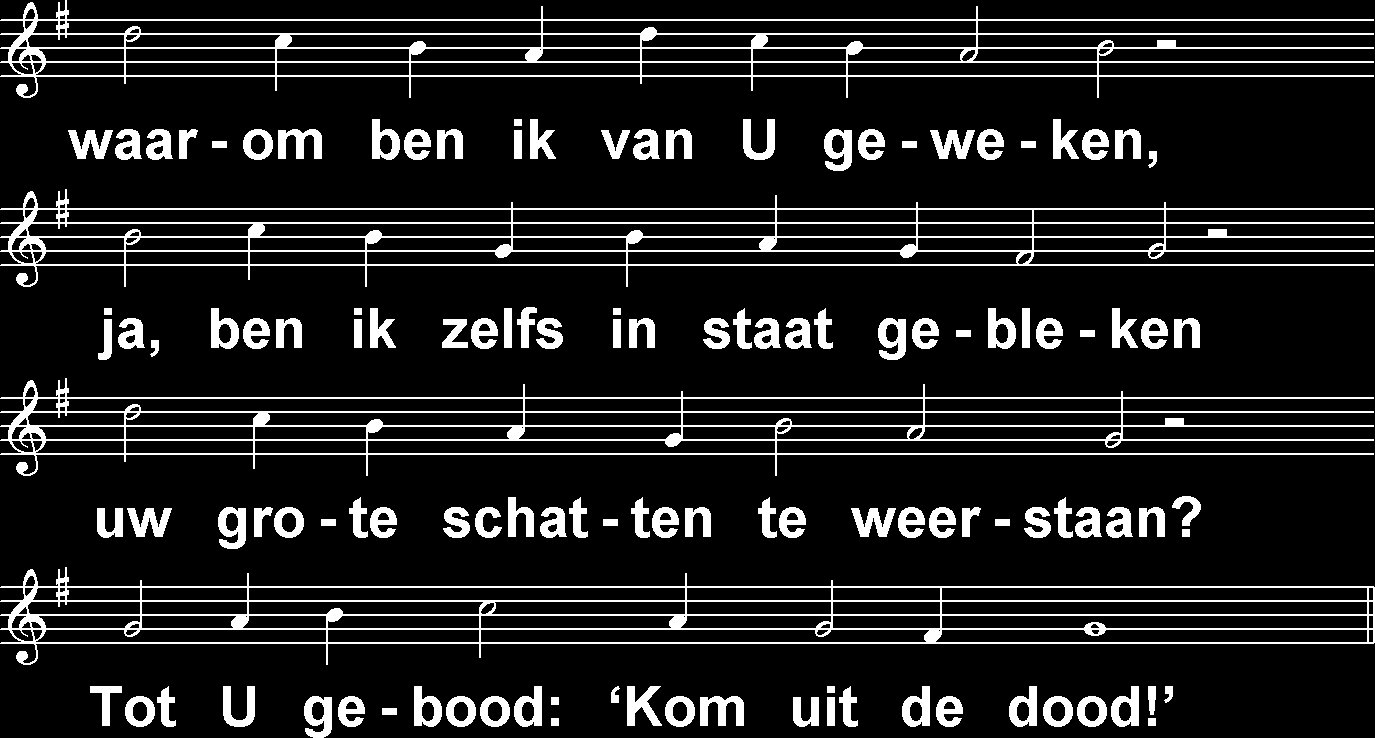 waar - om ben ik van U ge - we - ken,
ja, ben ik zelfs in staat ge - ble - ken
uw gro - te schat - ten te weer - staan?
Tot U ge - bood: ‘Kom uit de dood!’